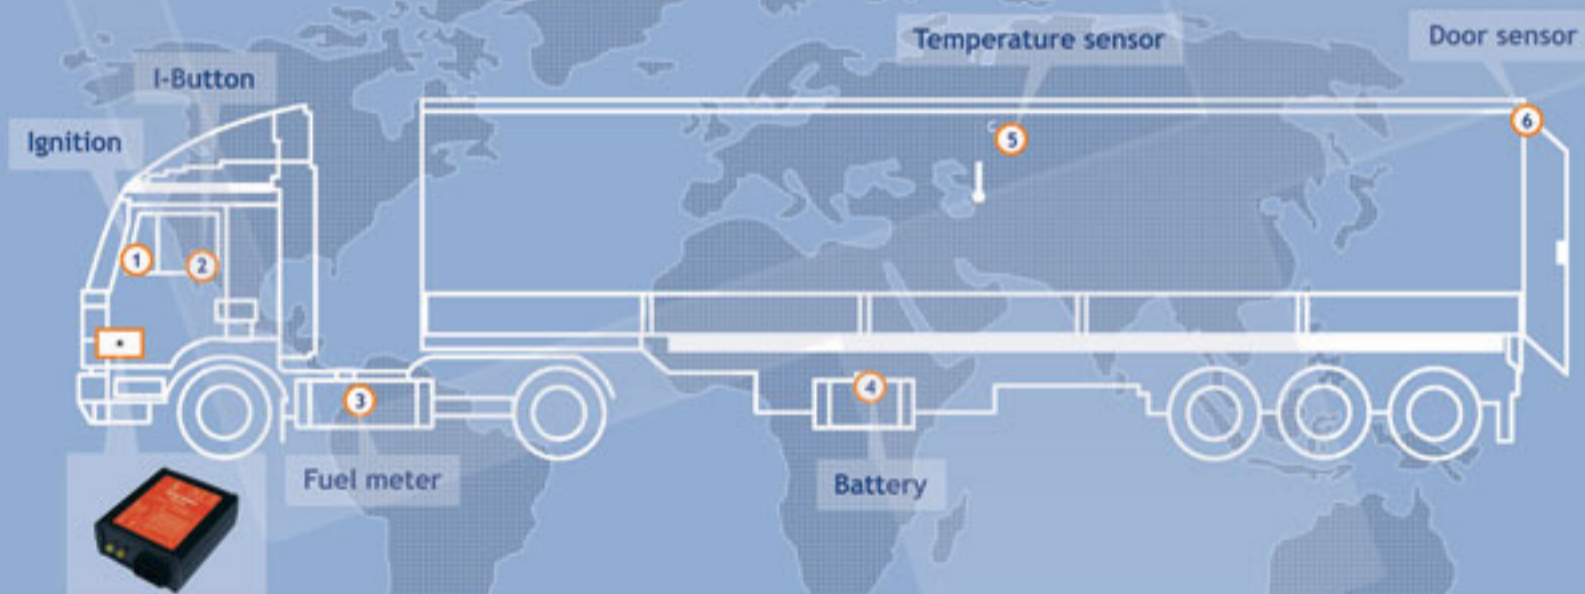 Temperature sensor
Door sensor
I-Button
Ignition
5
6
1
2
3
4
Fuel meter
Battery